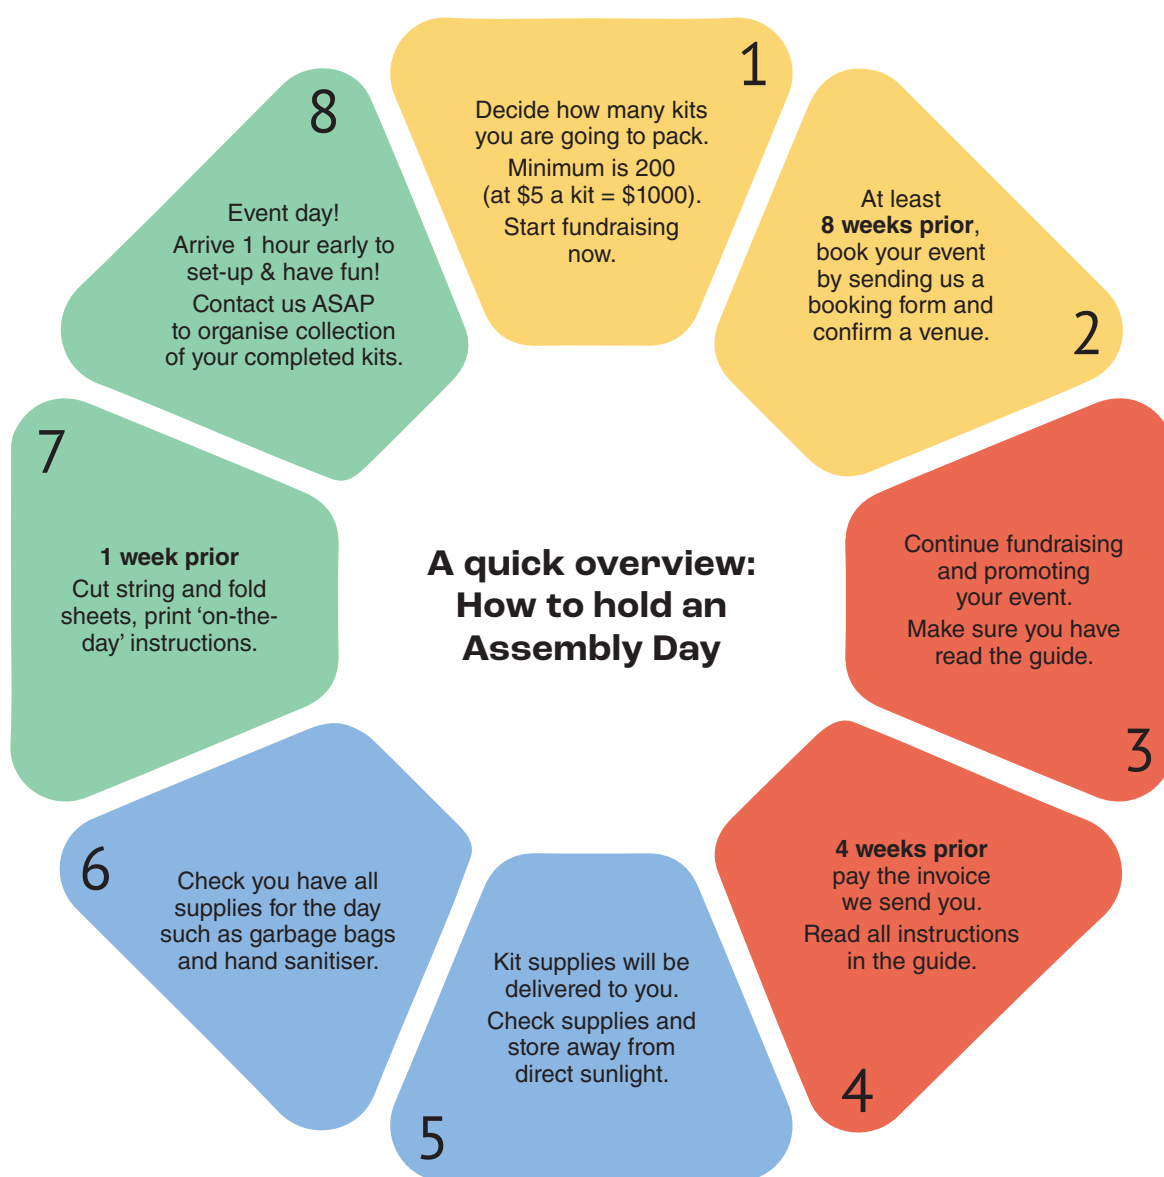 A quick overview:
How to hold an
Assembly Day
1
Decide how many kits
you are going to pack.
Minimum is 200
(at $5 a kit = $1000).
Start fundraising
now.
2
At least
8 weeks prior,
book your event
by sending us a
booking form and
confirm a venue.
3
Continue fundraising
and promoting
your event.
Make sure you have
read the guide.
4
4 weeks prior
pay the invoice
we send you.
Read all instructions
in the guide.
5
Kit supplies will be
delivered to you.
Check supplies and
store away from
direct sunlight.
6
Check you have all
supplies for the day
such as garbage bags
and hand sanitiser.
7
1 week prior
Cut string and fold
sheets, print ‘on-the-
day’ instructions.
8
Event day!
Arrive 1 hour early to
set-up & have fun!
Contact us ASAP
to organise collection
of your completed kits.